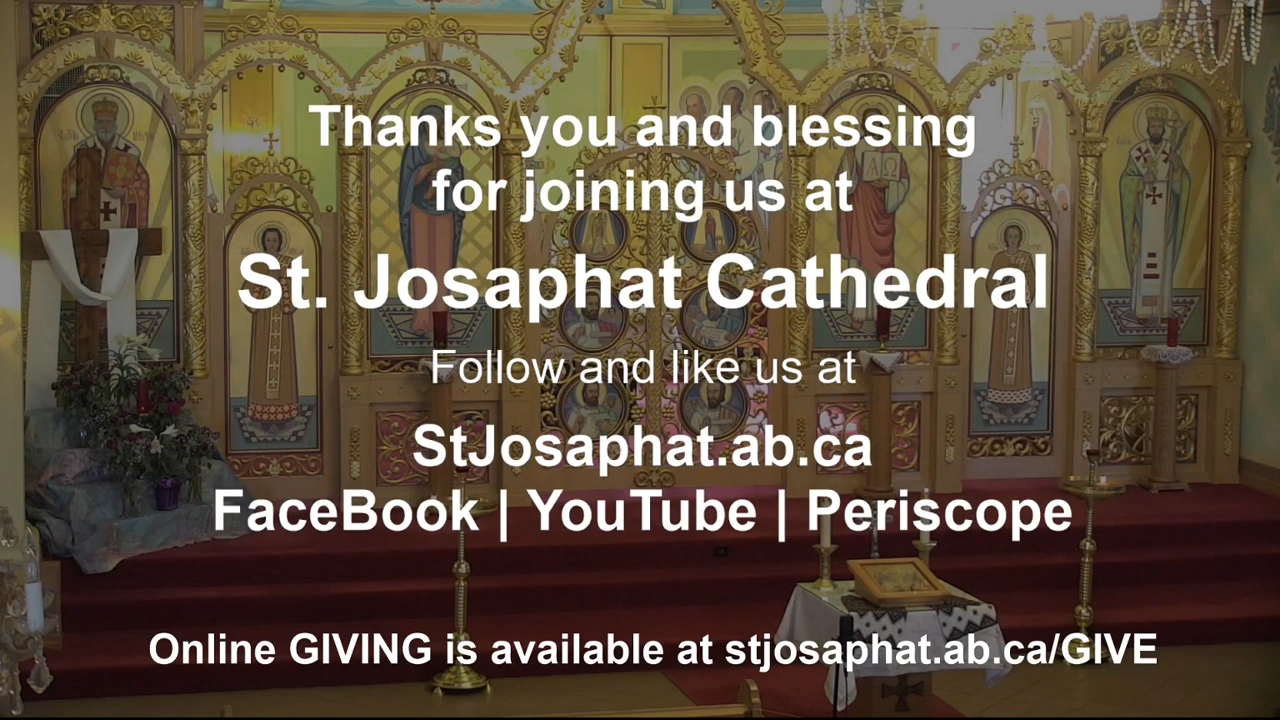 Thanks you and blessing
for joining us at
St. Josaphat Cathedral
Follow and like us at
StJosaphat.ab.ca
FaceBook | YouTube | Periscope
Online GIVING is available at stjosaphat.ab.ca/GIVE